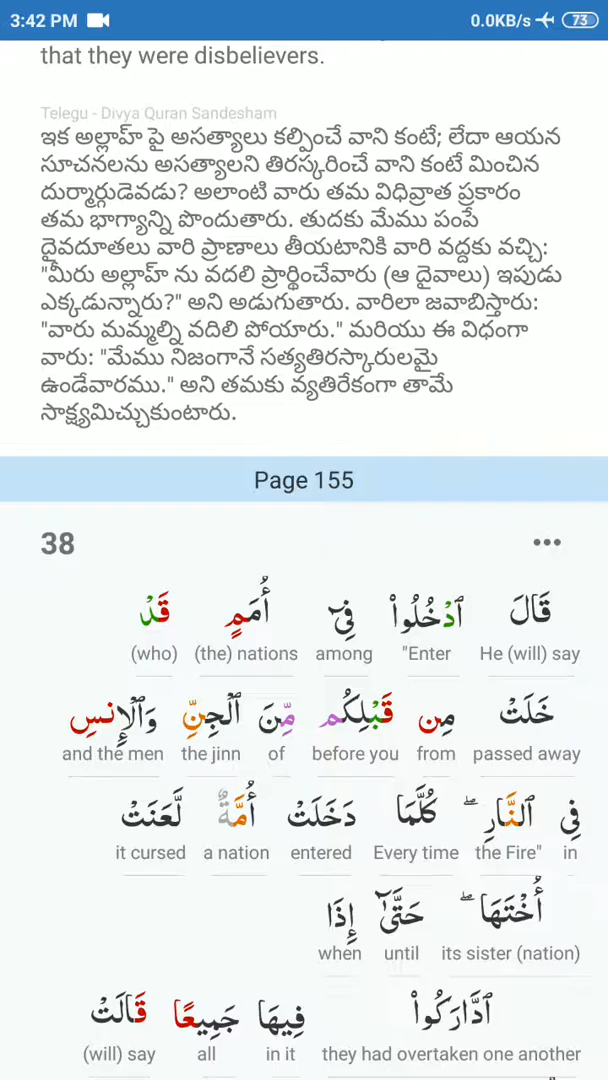 3:42 PM 0.0KB/s 73
that they were disbelievers.
Telegu - Divya Quran Sandesham
ఇక అల్లాహ్ పై అసత్యాలు కల్పించే వాని కంటే; లేదా ఆయన
సూచనలను అసత్యాలని తిరస్కరించే వాని కంటే మించిన
దుర్మార్గుడెవడు? అలాంటి వారు తమ విధివ్రాత ప్రకారం
తమ భాగ్యాన్ని పొందుతారు. తుదకు మేము పంపే
దైవదూతలు వారి ప్రాణాలు తీయటానికి వారి వద్దకు వచ్చి:
"మీరు అల్లాహ్ ను వదలి ప్రార్థించేవారు (ఆ దైవాలు) ఇపుడు
ఎక్కడున్నారు?" అని అడుగుతారు. వారిలా జవాబిస్తారు:
"వారు మమ్మల్ని వదిలి పోయారు." మరియు ఈ విధంగా
వారు: "మేము నిజంగానే సత్యతిరస్కారులమై
ఉండేవారము." అని తమకు వ్యతిరేకంగా తామే
సాక్ష్యమిచ్చుకుంటారు.
Page 155
38
قَالَ ٱدْخُلُوا۟ فِىٓ أُمَمٍ قَدْ
(who) (the) nations among "Enter He (will) say
خَلَتْ مِن قَبْلِكُم مِّنَ ٱلْجِنِّ وَٱلْإِنسِ
and the men the jinn of before you from passed away
فِى ٱلنَّارِ ۖ كُلَّمَا دَخَلَتْ أُمَّةٌ لَّعَنَتْ
it cursed a nation entered Every time the Fire" in
أُخْتَهَا ۖ حَتَّىٰٓ إِذَا
when until its sister (nation)
ٱدَّارَكُوا۟ فِيهَا جَمِيعًا قَالَتْ
(will) say all in it they had overtaken one another